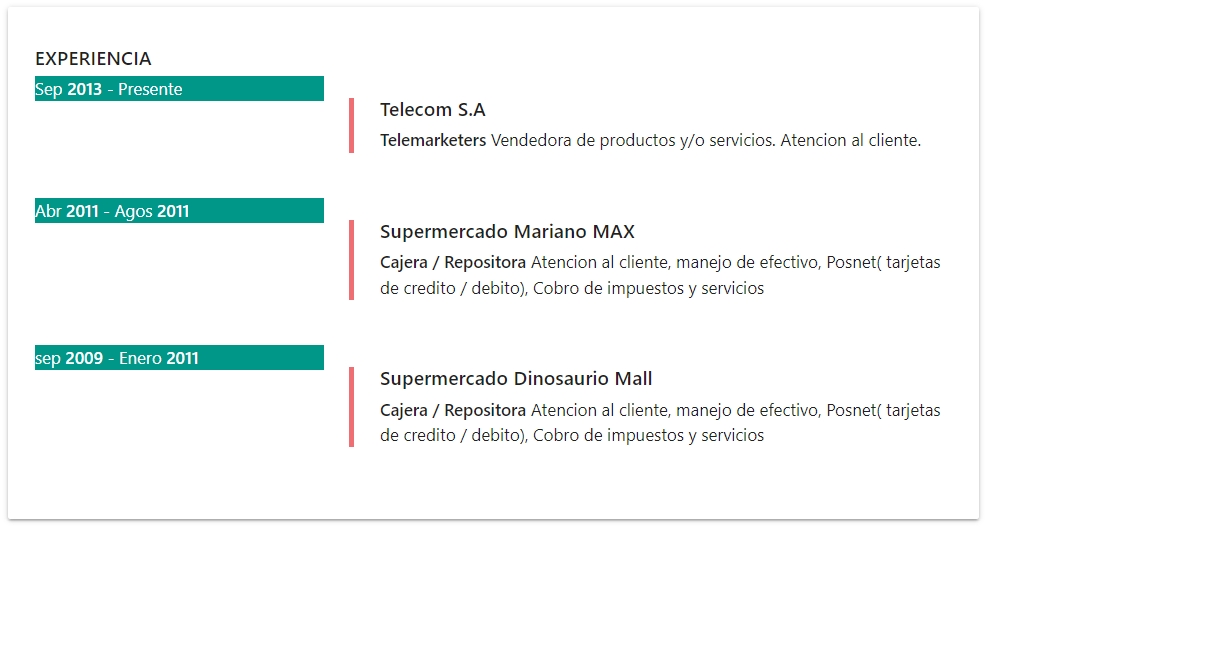 EXPERIENCIA
Sep 2013 - Presente
Telecom S.A
Telemarketers Vendedora de productos y/o servicios. Atencion al cliente.
Abr 2011 - Agos 2011
Supermercado Mariano MAX
Cajera / Repositora Atencion al cliente, manejo de efectivo, Posnet( tarjetas
de credito / debito), Cobro de impuestos y servicios
sep 2009 - Enero 2011
Supermercado Dinosaurio Mall
Cajera / Repositora Atencion al cliente, manejo de efectivo, Posnet( tarjetas
de credito / debito), Cobro de impuestos y servicios